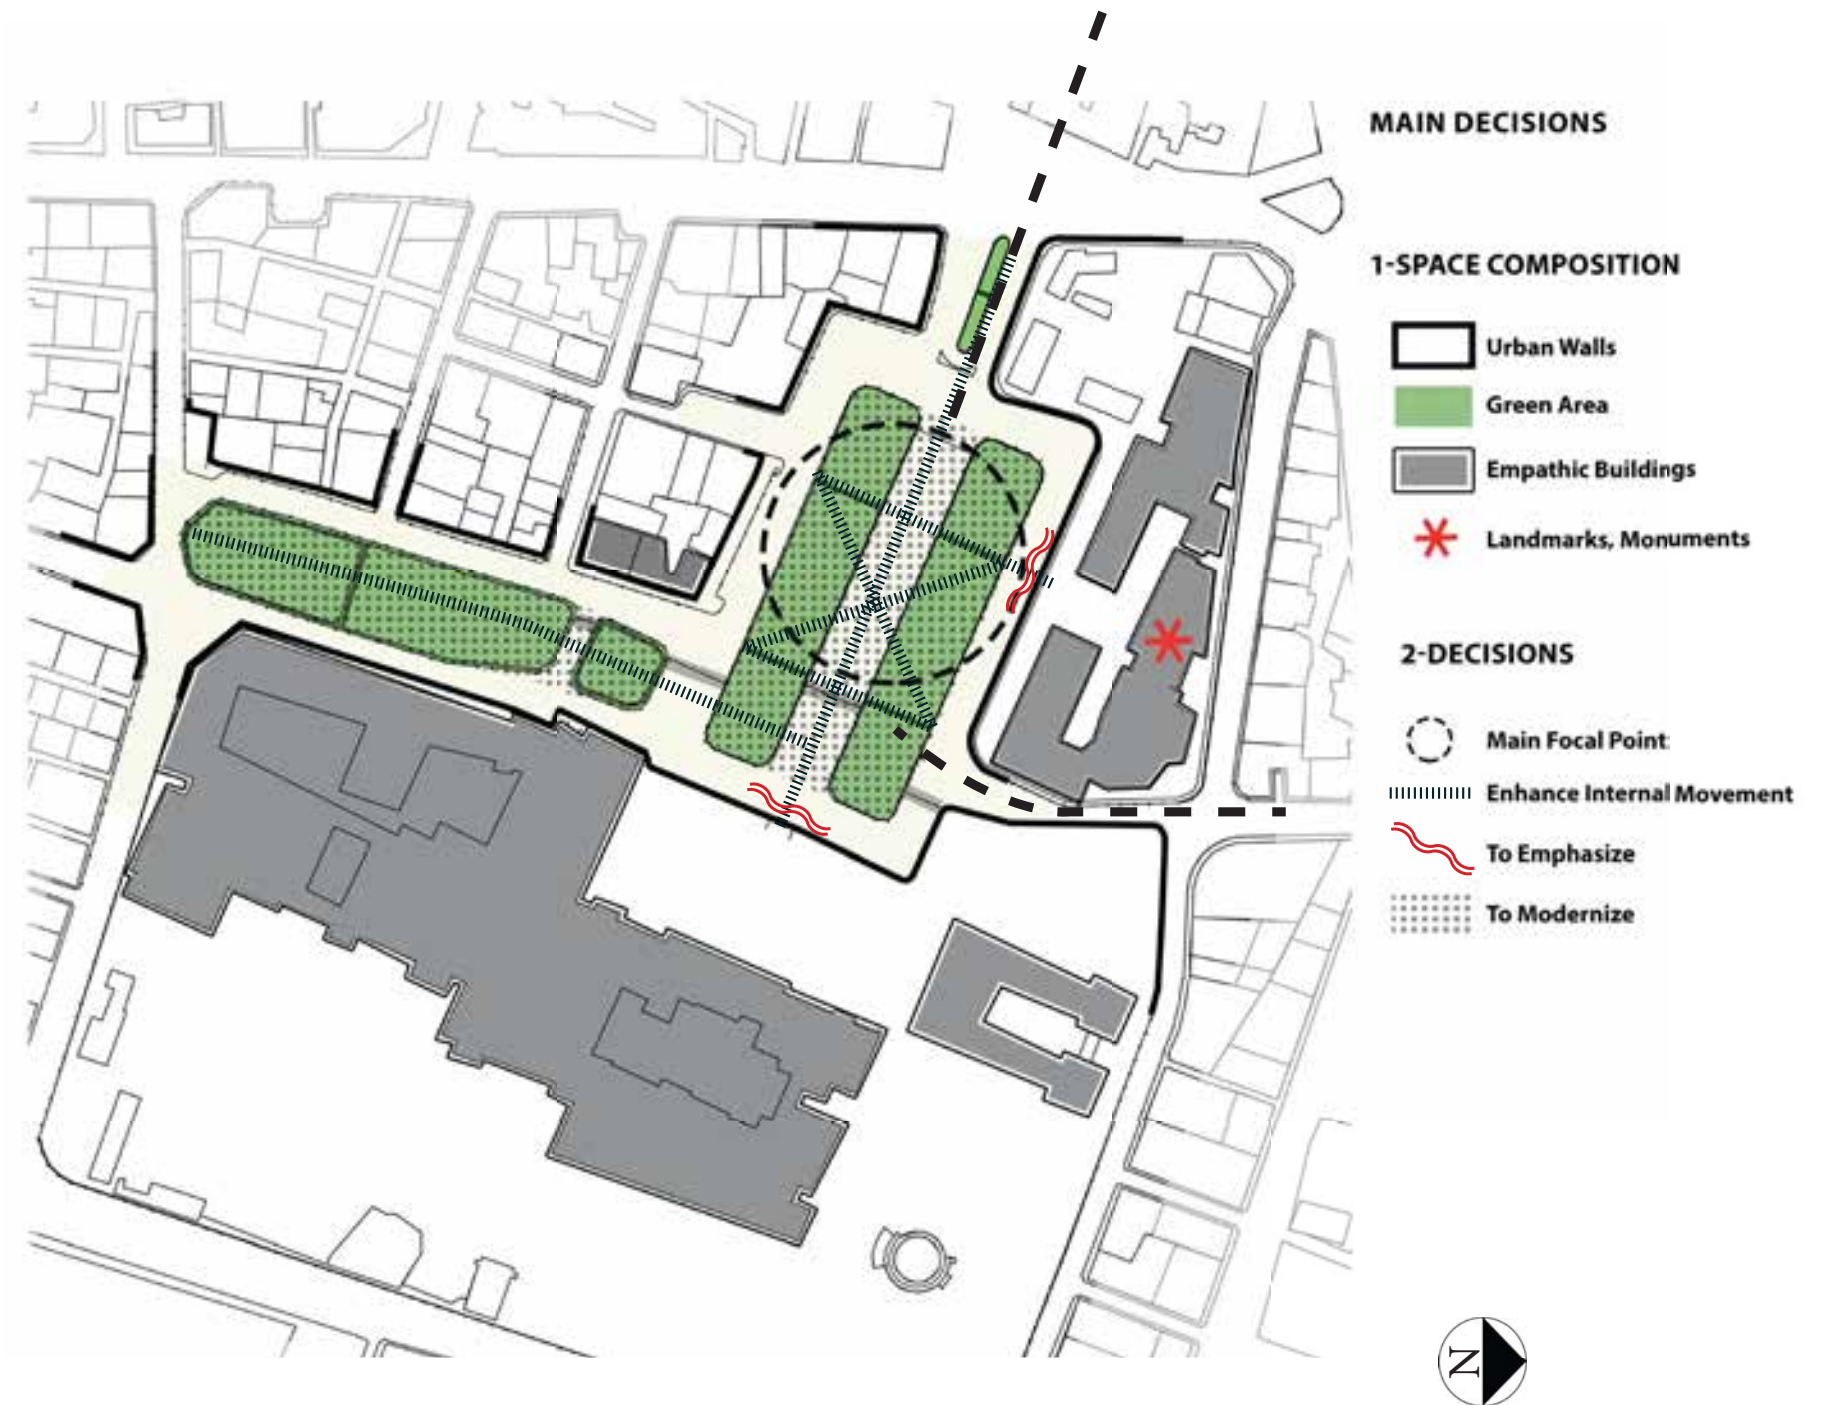 MAIN DECISIONS
1-SPACE COMPOSITION
Urban Walls
Green Area
Empathic Buildings
Landmarks, Monuments
2-DECISIONS
Main Focal Point
Enhance Internal Movement
To Emphasize
To Modernize
N